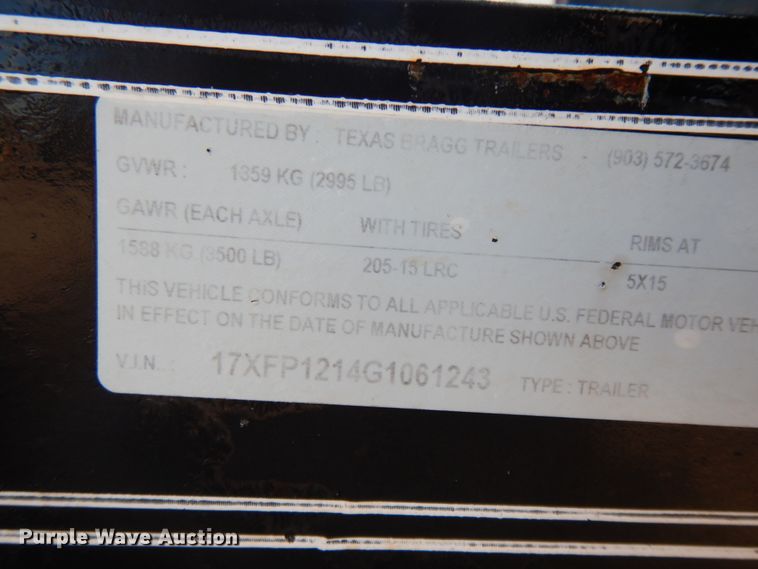 MANUFACTURED BY : TEXAS BRAGG TRAILERS - (903) 572-3674
GVWR : 1359 KG (2995 LB)
GAWR (EACH AXLE) WITH TIRES RIMS AT
1588 KG (3500 LB) 205-15 LRC 5X15
THIS VEHICLE CONFORMS TO ALL APPLICABLE U.S. FEDERAL MOTOR VEH
IN EFFECT ON THE DATE OF MANUFACTURE SHOWN ABOVE
V.I.N.: 17XFP1214G1061243 TYPE : TRAILER
Purple Wave Auction